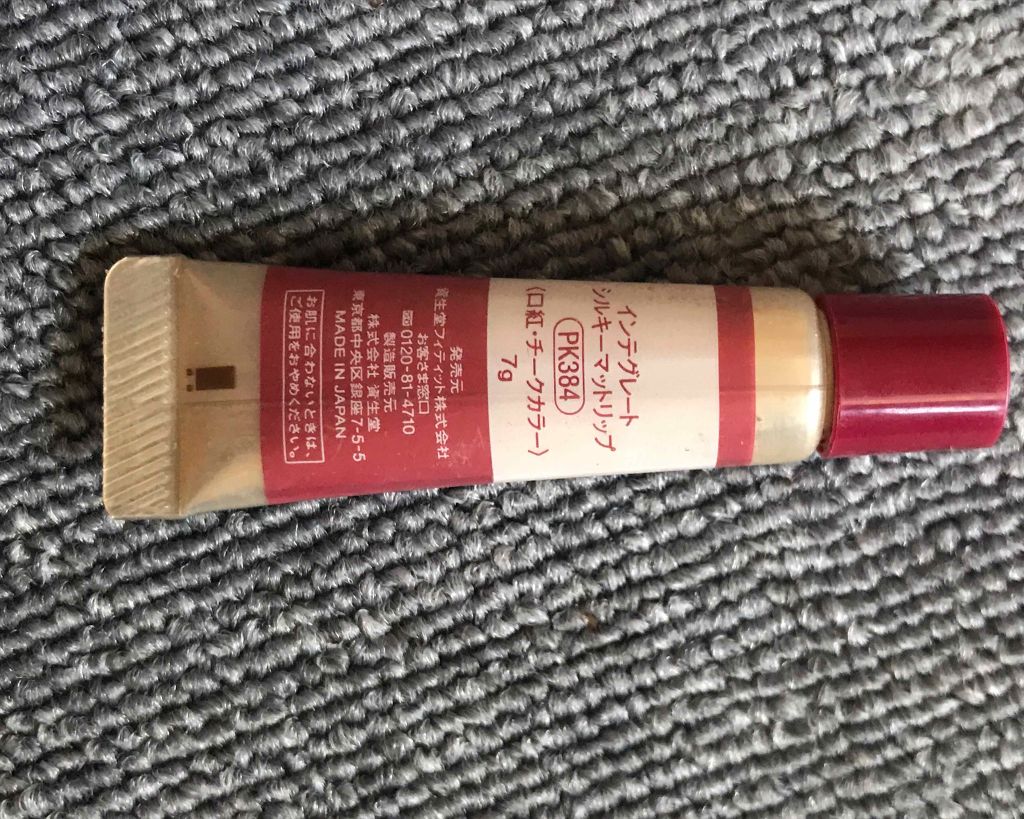 インテグレート
シルキーマットリップ
PK384
(口紅・チークカラー)
7g
発売元
資生堂フィティット株式会社
お客さま窓口
0120-81-4710
製造販売元
株式会社 資生堂
東京都中央区銀座7-5-5
MADE IN JAPAN
お肌に合わないときは、
ご使用をおやめください。